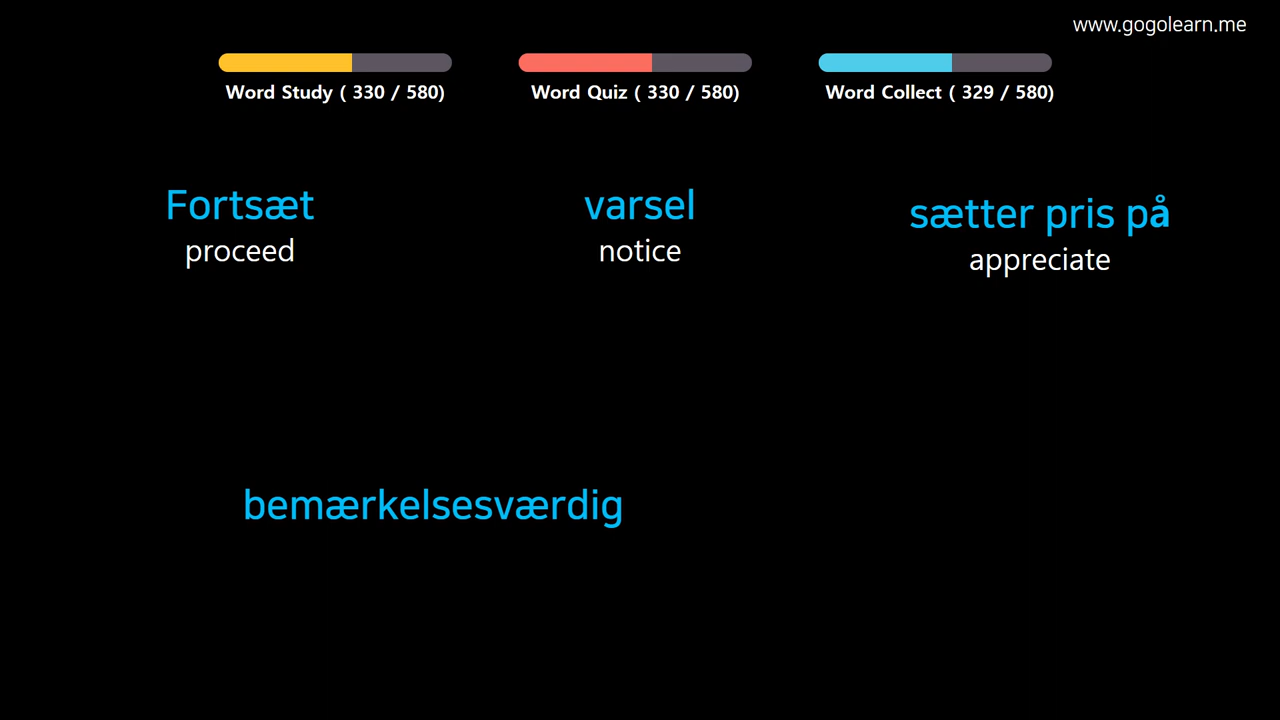 www.gogolearn.me
Word Study ( 330 / 580)
Word Quiz ( 330 / 580)
Word Collect ( 329 / 580)
Fortsæt
proceed
varsel
notice
sætter pris på
appreciate
bemærkelsesværdig